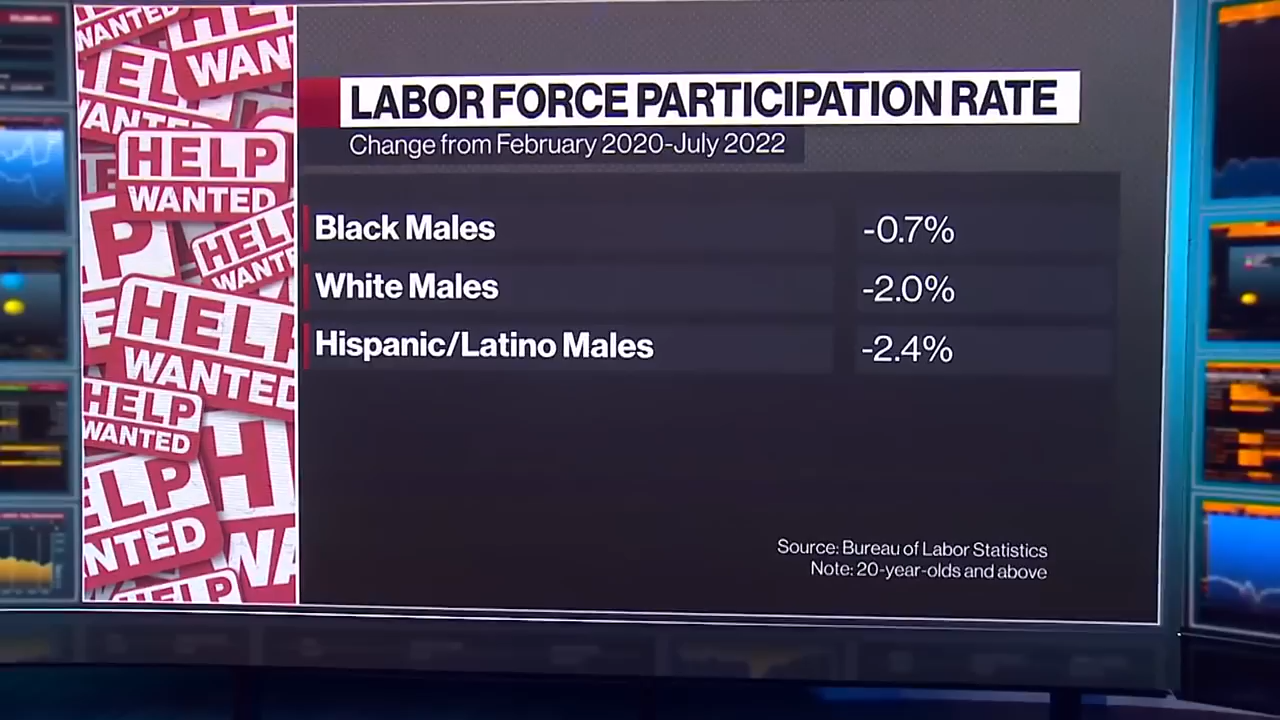 HELP
WANTED
HELP
WANTED
HELP
WANTED
HELP
WANTED
HELP
WANTED
LABOR FORCE PARTICIPATION RATE
Change from February 2020-July 2022
Black Males -0.7%
White Males -2.0%
Hispanic/Latino Males -2.4%
Source: Bureau of Labor Statistics
Note: 20-year-olds and above